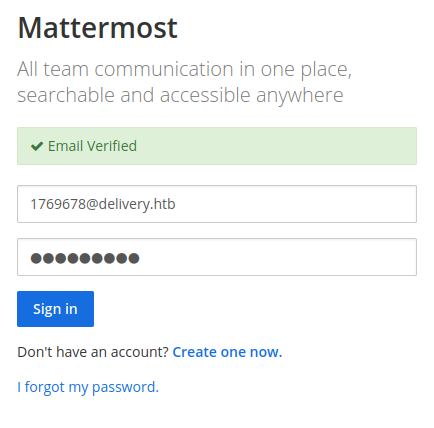 Mattermost
All team communication in one place,
searchable and accessible anywhere
Email Verified
1769678@delivery.htb
●●●●●●●●●
Sign in
Don't have an account? Create one now.
I forgot my password.